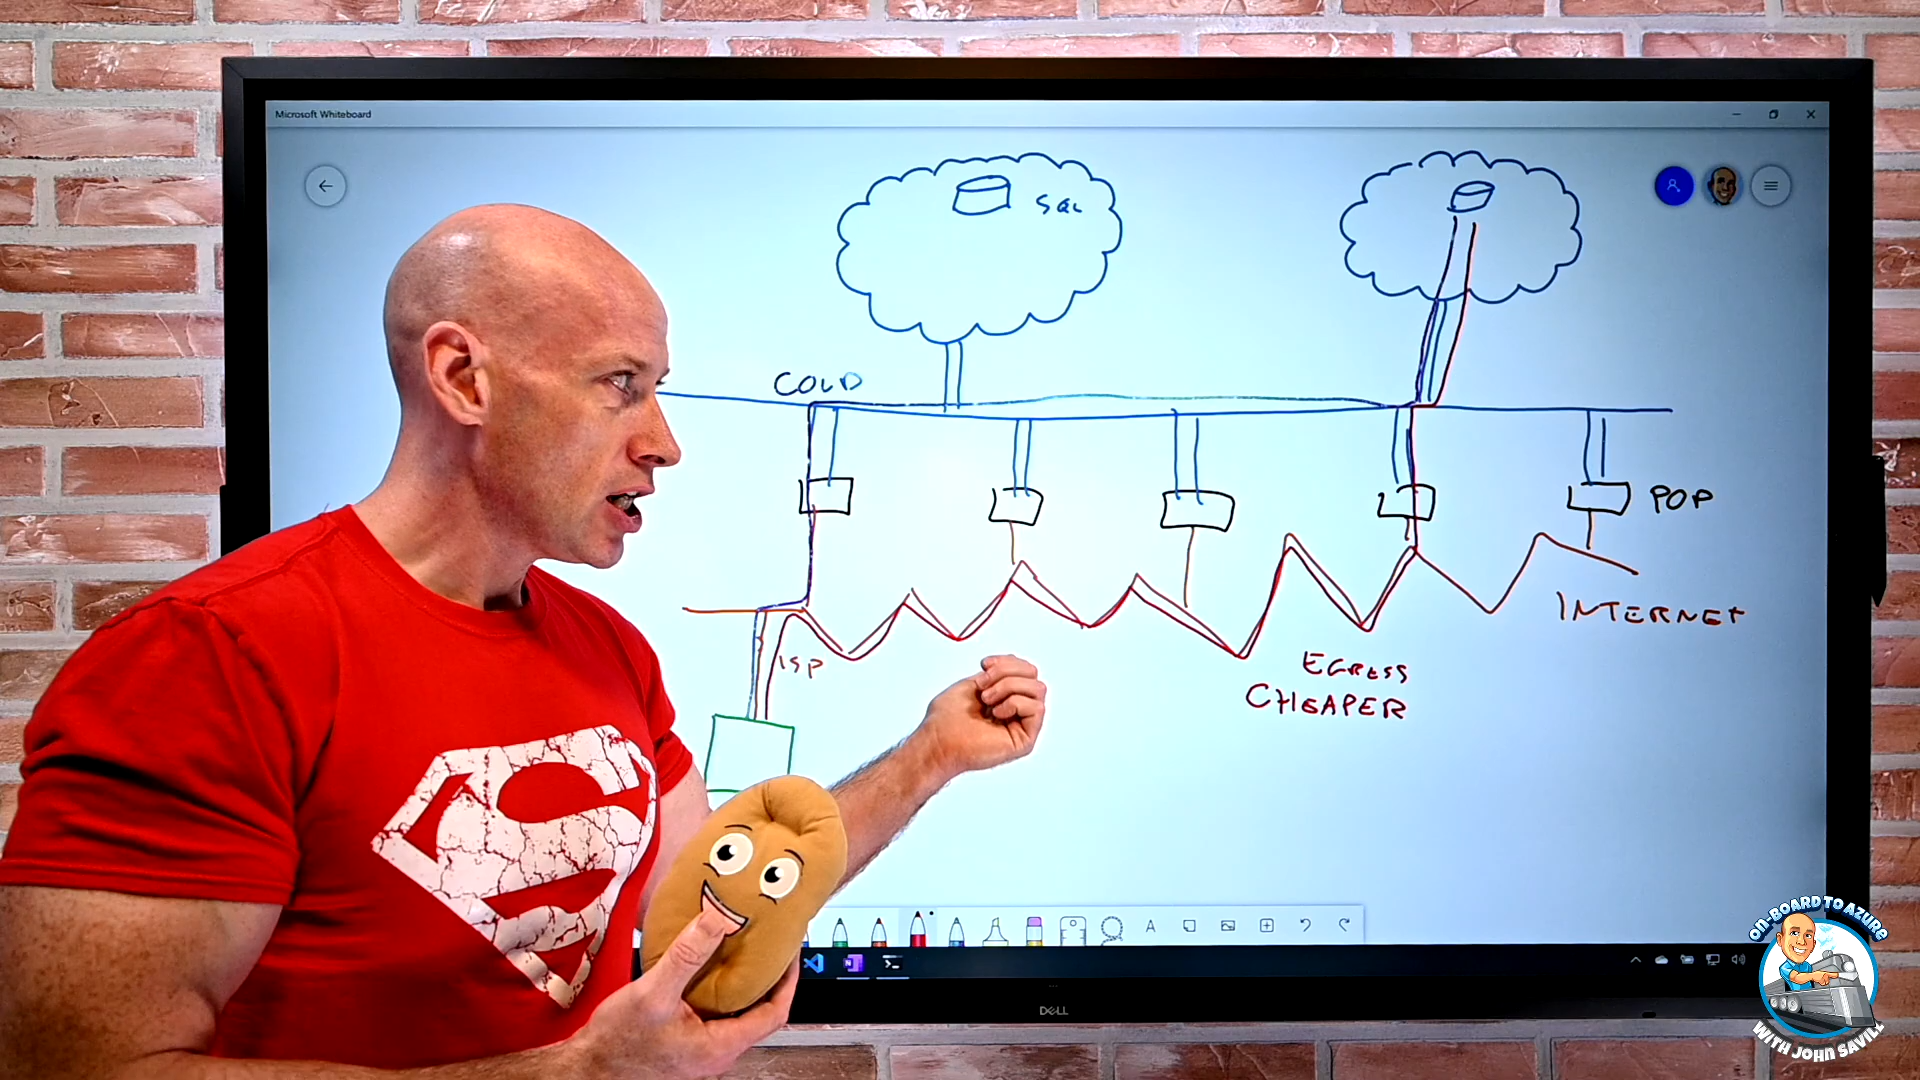 Microsoft Whiteboard
SQL
COLD
POP
INTERNET
ISP
EGRESS
CHEAPER
A
DELL
ON-BOARD TO AZURE
WITH JOHN SAVILL